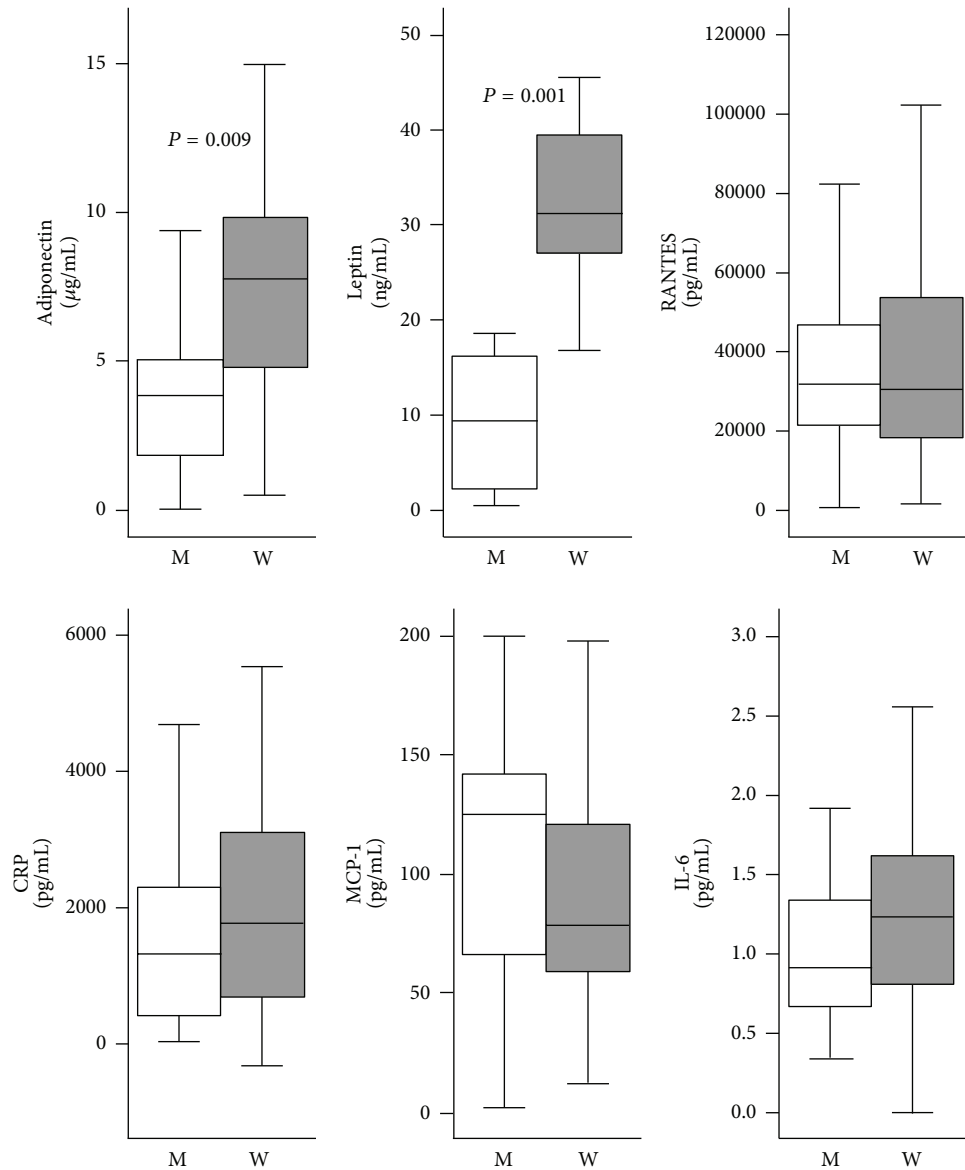 15
10
5
0
Adiponectin
(μg/mL)
P = 0.009
M W
50
40
30
20
10
0
Leptin
(ng/mL)
P = 0.001
M W
120000
100000
80000
60000
40000
20000
0
RANTES
(pg/mL)
M W
6000
4000
2000
0
CRP
(pg/mL)
M W
200
150
100
50
0
MCP-1
(pg/mL)
M W
3.0
2.5
2.0
1.5
1.0
0.5
0.0
IL-6
(pg/mL)
M W